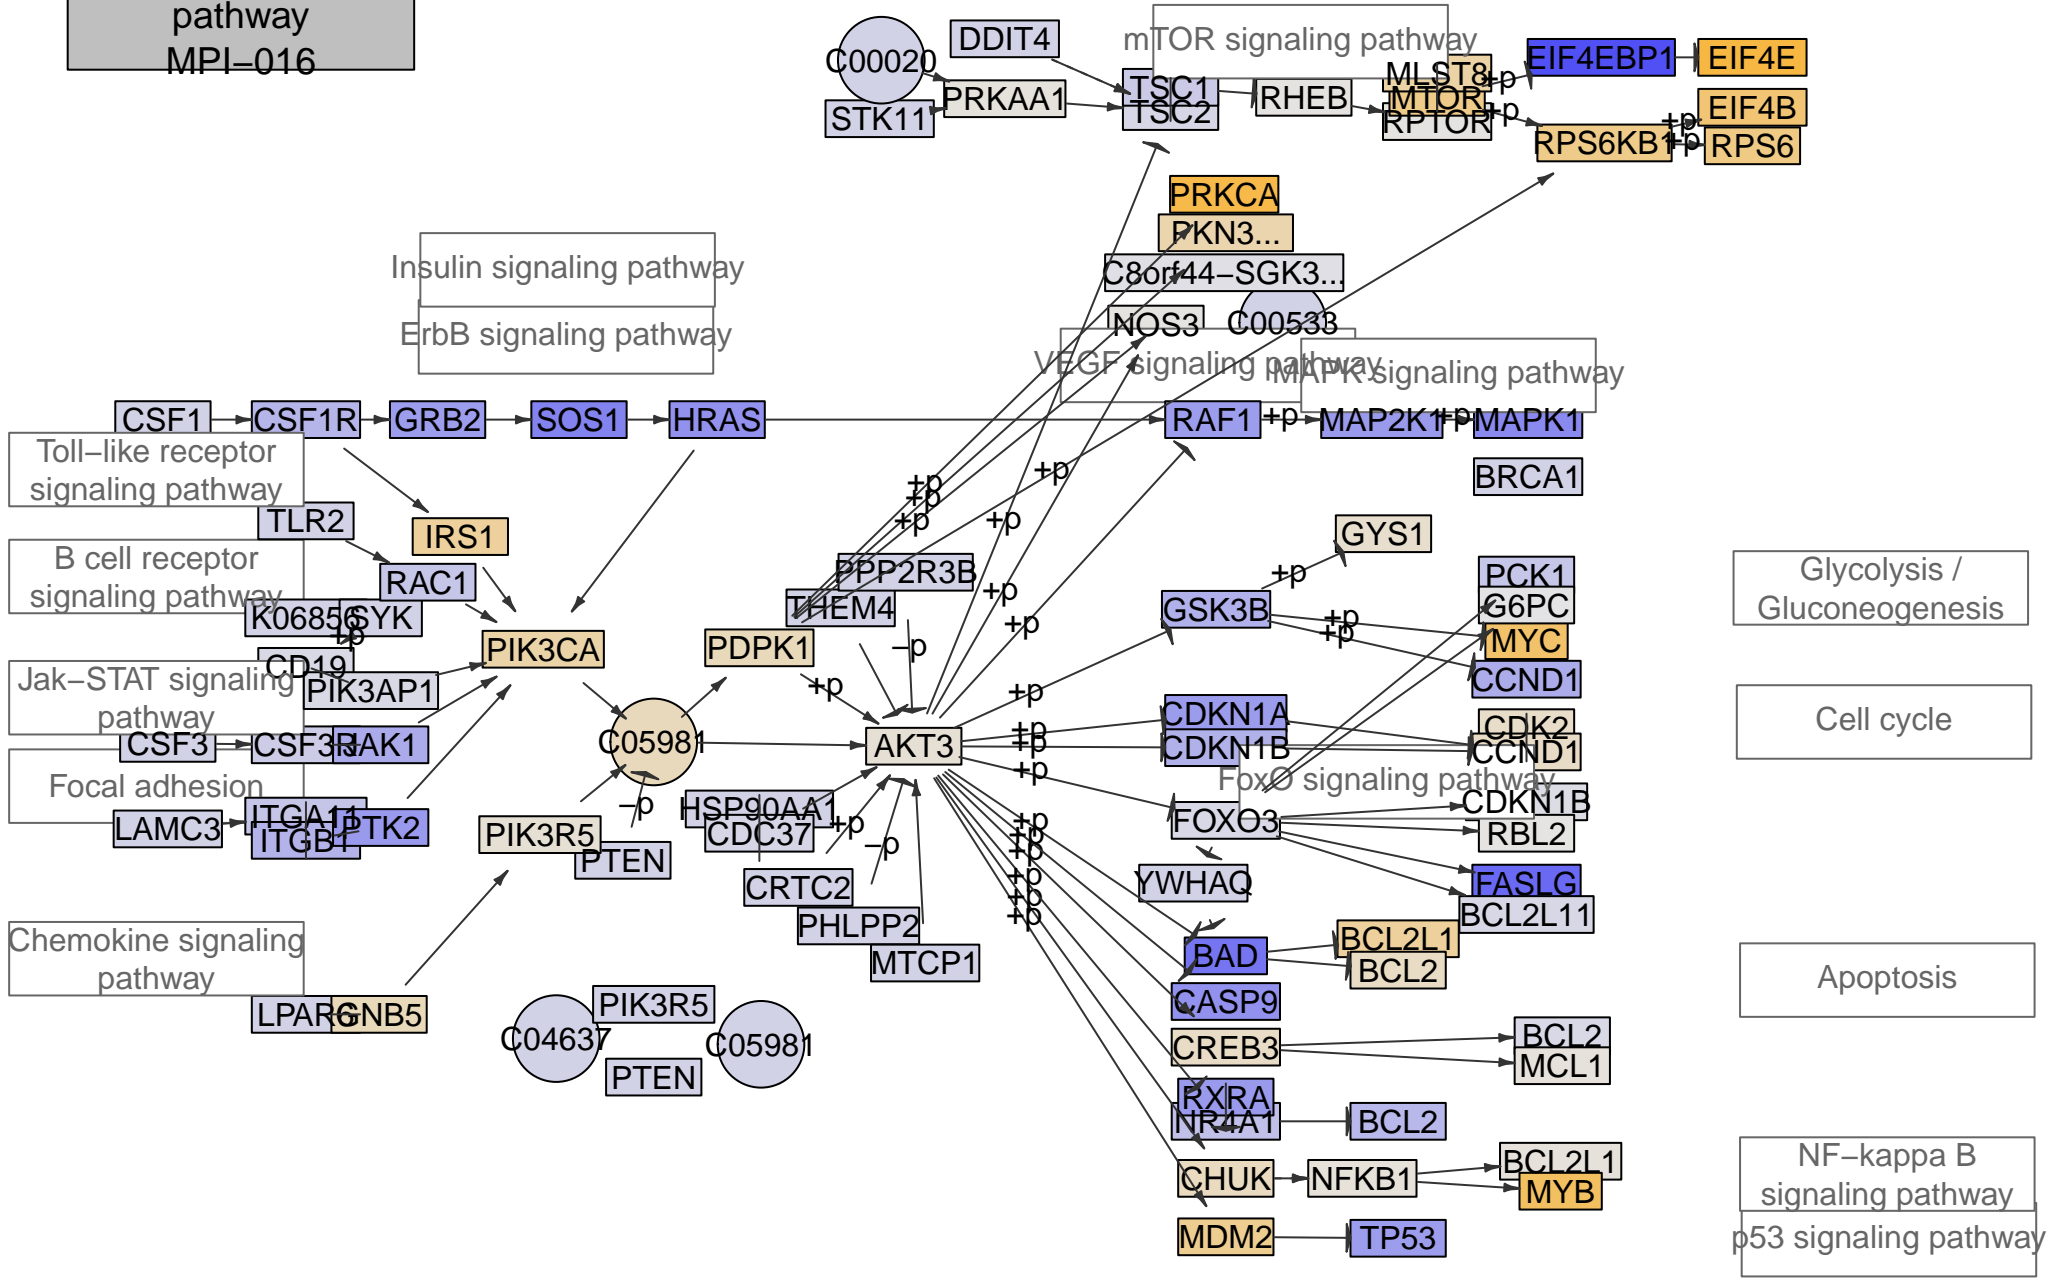 pathway
MPI−016
C00020
DDIT4
STK11
PRKAA1
mTOR signaling pathway
TSC1
TSC2
RHEB
MLST8
MTOR
RPTOR
+p
+p
EIF4EBP1
EIF4E
EIF4B
RPS6KB1
+p
+p
RPS6
PRKCA
PKN3...
C8orf44−SGK3...
NOS3
C00533
Insulin signaling pathway
ErbB signaling pathway
VEGF signaling pathway
MAPK signaling pathway
CSF1
CSF1R
GRB2
SOS1
HRAS
RAF1
+p
MAP2K1
+p
MAPK1
BRCA1
Toll−like receptor
signaling pathway
TLR2
IRS1
RAC1
B cell receptor
signaling pathway
K06856
SYK
+p
CD19
PIK3AP1
PIK3CA
PDPK1
THEM4
PPP2R3B
+p
+p
+p
+p
+p
+p
+p
−p
+p
GYS1
+p
GSK3B
+p
+p
PCK1
G6PC
MYC
CCND1
Glycolysis /
Gluconeogenesis
Jak−STAT signaling
pathway
CSF3
CSF3R
JAK1
C05981
AKT3
+p
+p
+p
+p
CDKN1A
CDKN1B
CDK2
CCND1
Cell cycle
FoxO signaling pathway
Focal adhesion
LAMC3
ITGA11
ITGB1
PTK2
PIK3R5
−p
PTEN
HSP90AA1
CDC37
+p
−p
CRTC2
PHLPP2
MTCP1
+p
+p
+p
+p
+p
+p
FOXO3
CDKN1B
RBL2
FASLG
BCL2L11
YWHAQ
BAD
BCL2L1
BCL2
Apoptosis
CASP9
CREB3
BCL2
MCL1
Chemokine signaling
pathway
LPAR6
GNB5
C04637
PIK3R5
C05981
PTEN
RXRA
NR4A1
BCL2
CHUK
NFKB1
BCL2L1
MYB
NF−kappa B
signaling pathway
MDM2
TP53
p53 signaling pathway